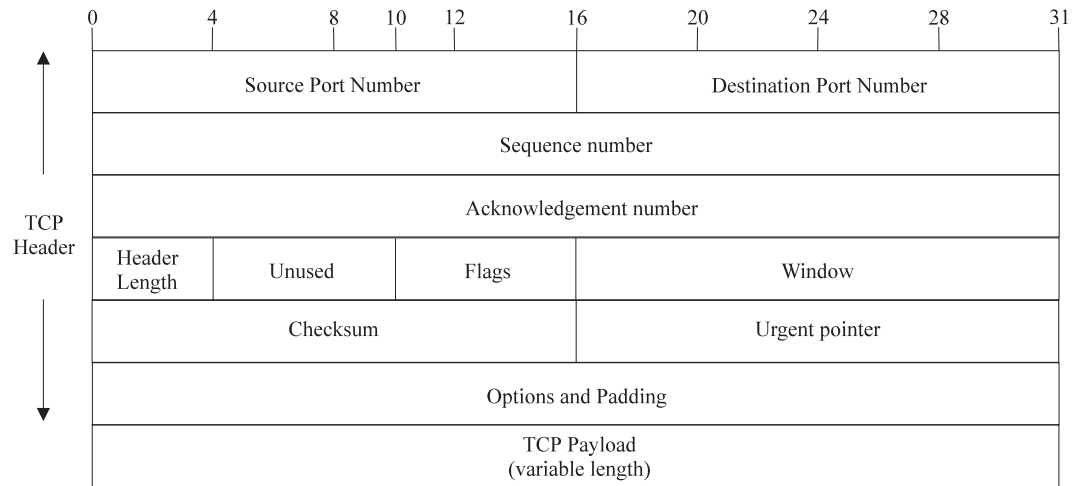 0 4 8 10 12 16 20 24 28 31
Source Port Number Destination Port Number
Sequence number
Acknowledgement number
TCP
Header
Header
Length
Unused Flags Window
Checksum Urgent pointer
Options and Padding
TCP Payload
(variable length)